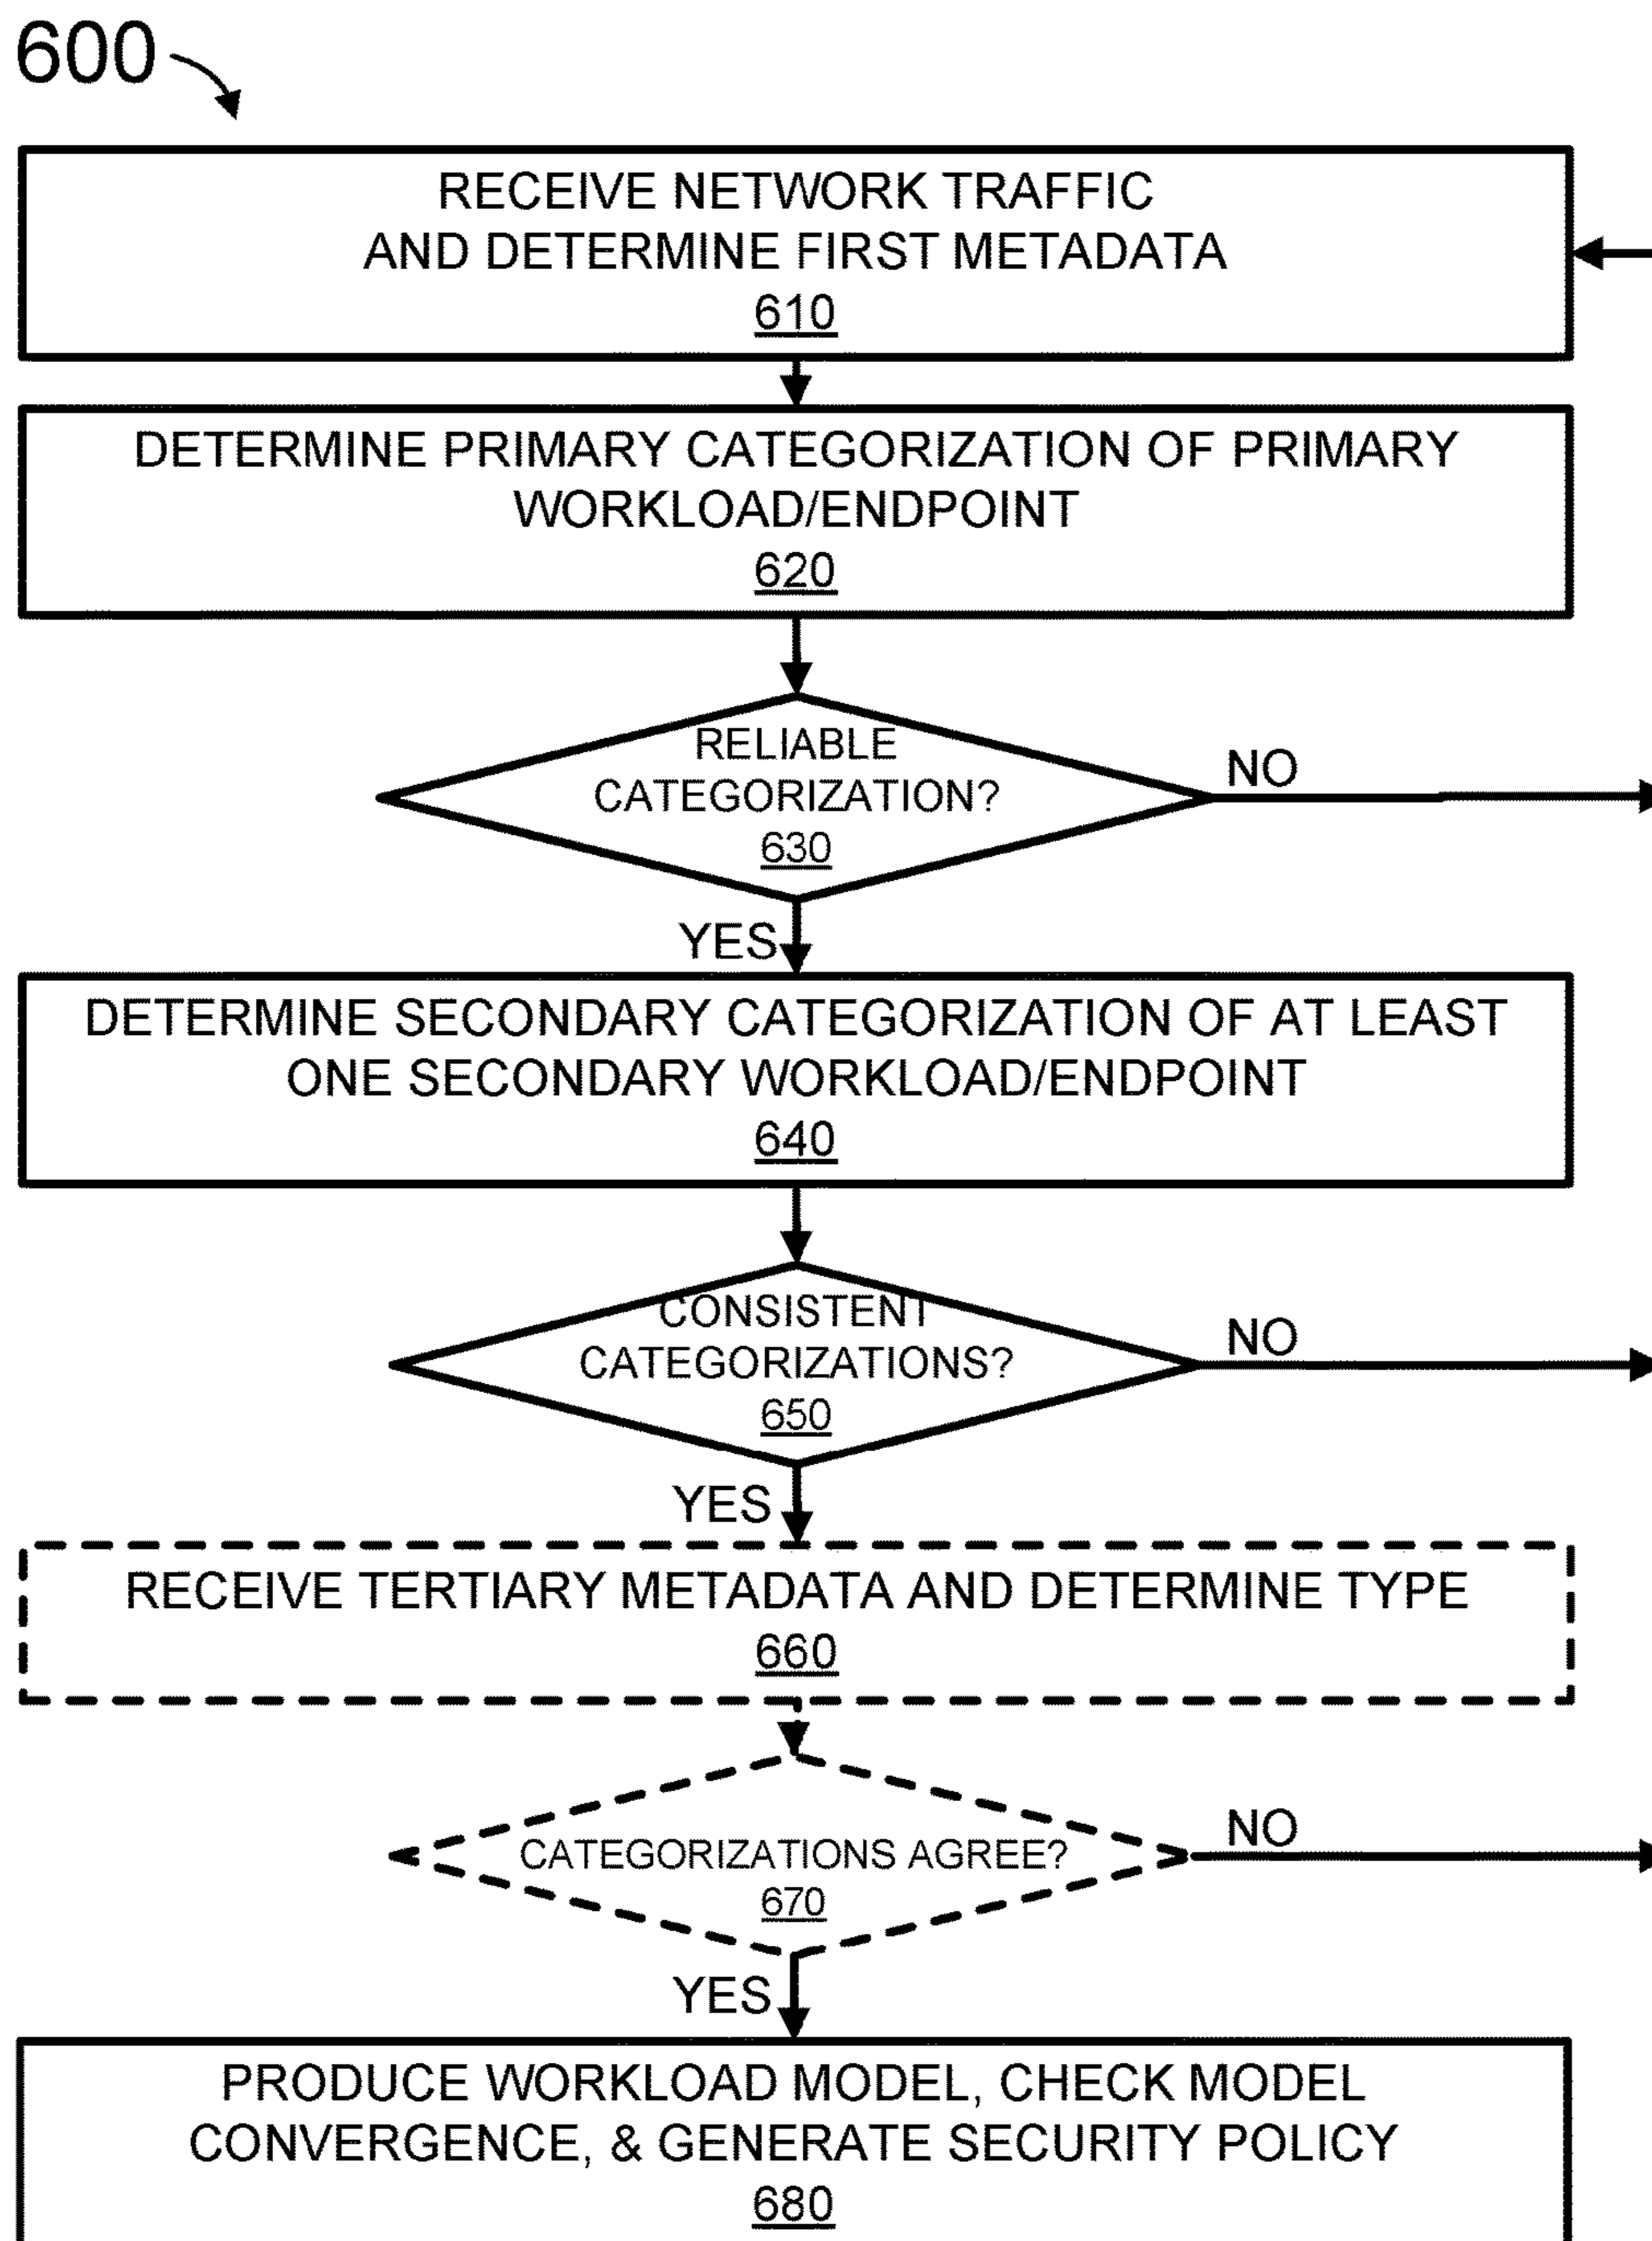 600
RECEIVE NETWORK TRAFFIC
AND DETERMINE FIRST METADATA
610
DETERMINE PRIMARY CATEGORIZATION OF PRIMARY
WORKLOAD/ENDPOINT
620
RELIABLE
CATEGORIZATION?
630
NO
YES
DETERMINE SECONDARY CATEGORIZATION OF AT LEAST
ONE SECONDARY WORKLOAD/ENDPOINT
640
CONSISTENT
CATEGORIZATIONS?
650
NO
YES
RECEIVE TERTIARY METADATA AND DETERMINE TYPE
660
CATEGORIZATIONS AGREE?
670
NO
YES
PRODUCE WORKLOAD MODEL, CHECK MODEL
CONVERGENCE, & GENERATE SECURITY POLICY
680